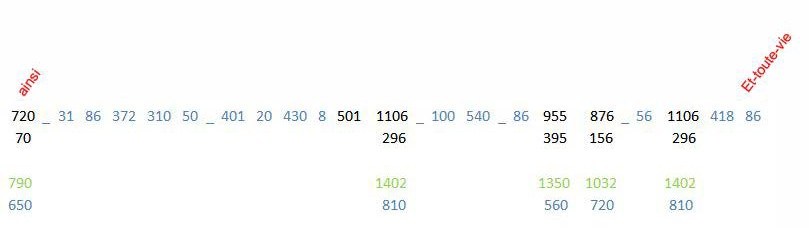 ainsi
Et-toute-vie
720 _ 31 86 372 310 50 _ 401 20 430 8 501 1106 _ 100 540 _ 86 955 876 _ 56 1106 418 86
70 296 395 156 296
790 1402 1350 1032 1402
650 810 560 720 810